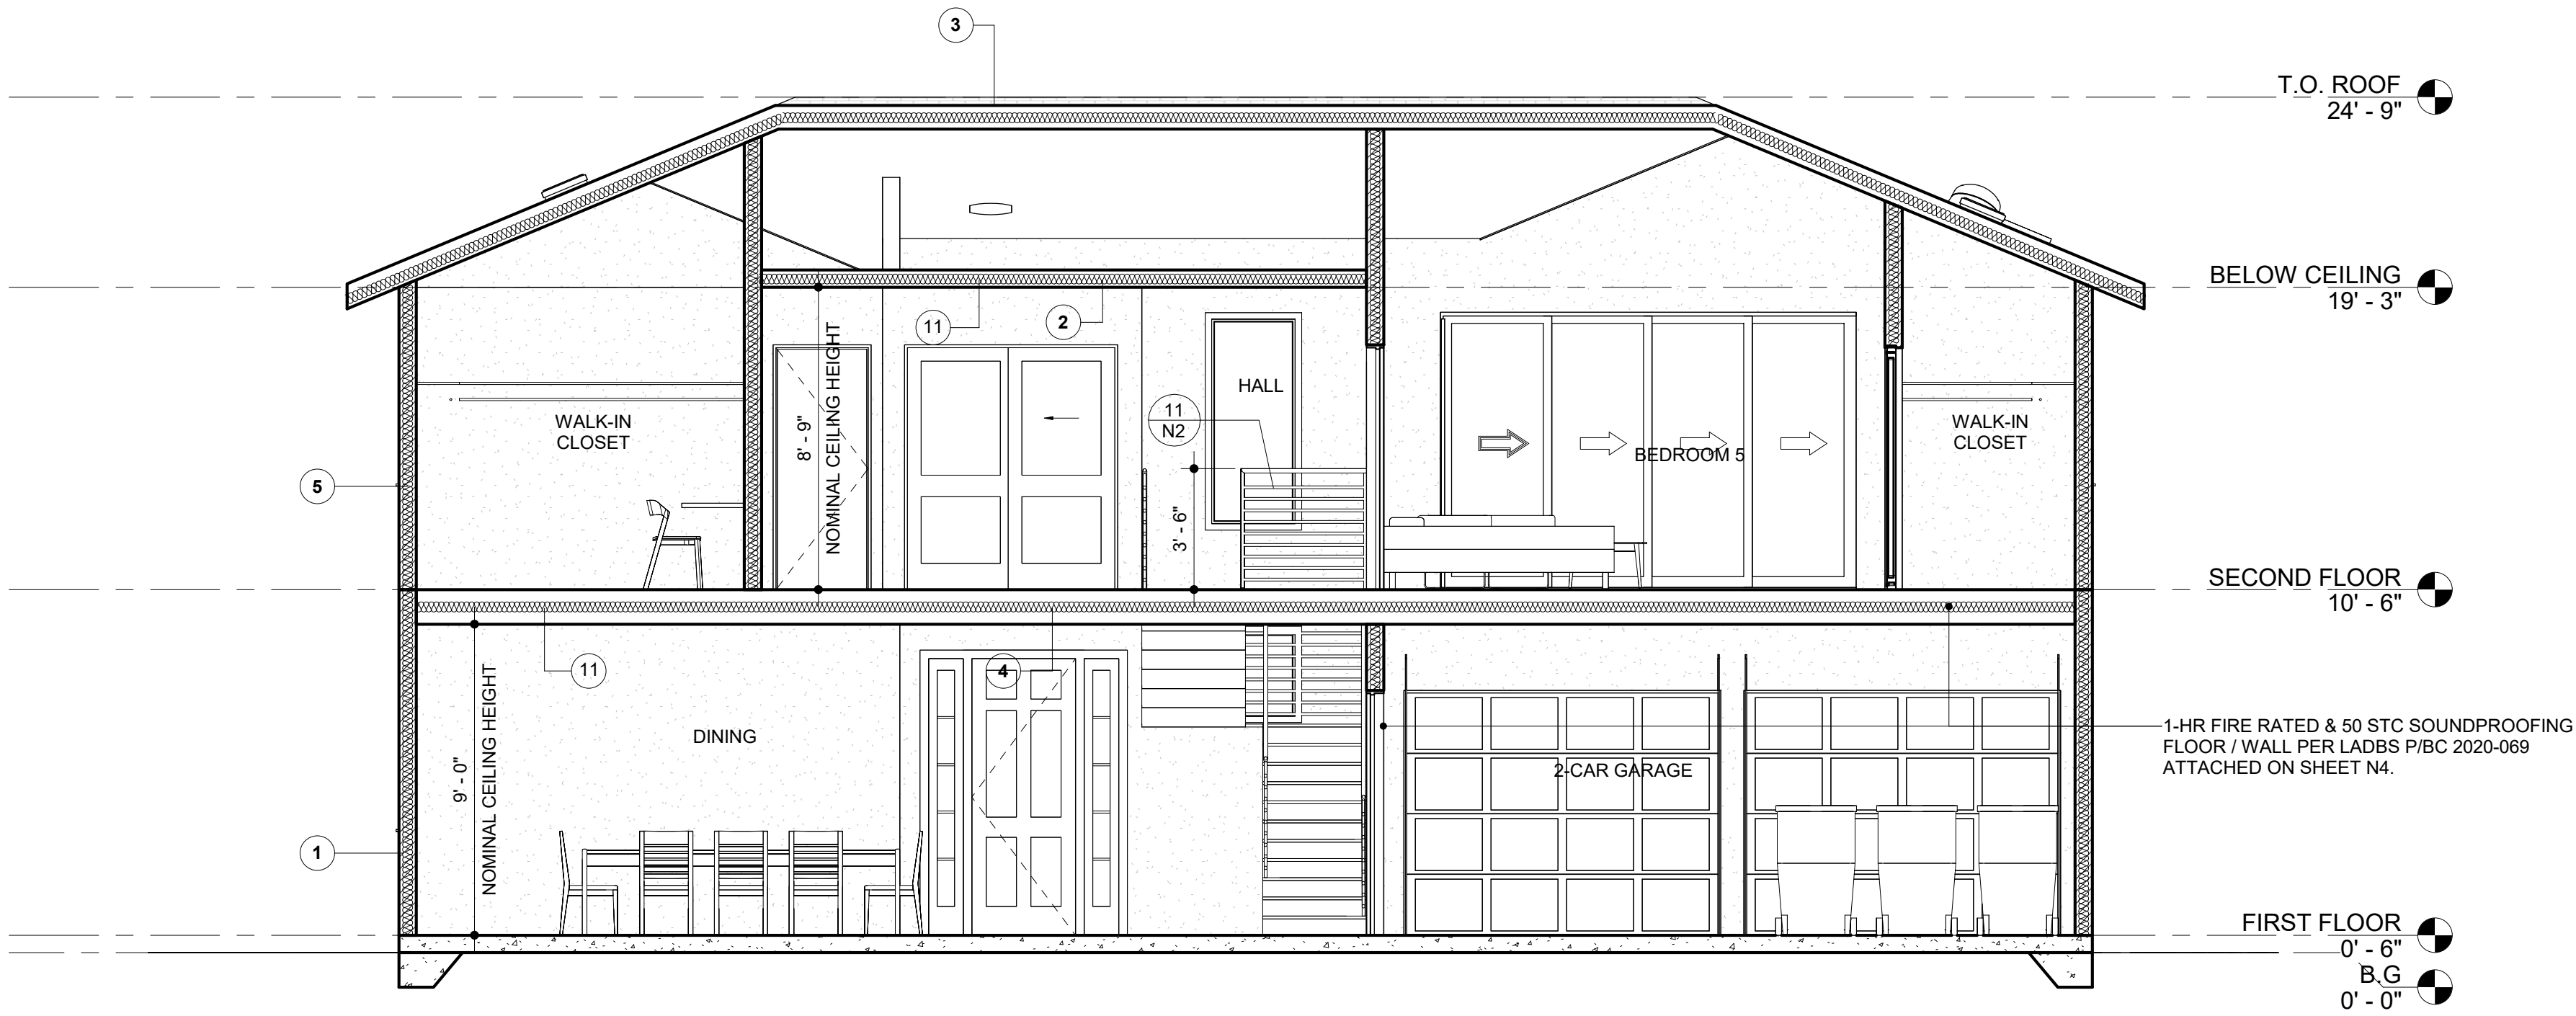 3
T.O. ROOF
24' - 9"
BELOW CEILING
19' - 3"
11
2
8' - 9"
NOMINAL CEILING HEIGHT
HALL
WALK-IN
CLOSET
11
N2
3' - 6"
BEDROOM 5
WALK-IN
CLOSET
5
SECOND FLOOR
10' - 6"
11
4
9' - 0"
NOMINAL CEILING HEIGHT
DINING
2-CAR GARAGE
1-HR FIRE RATED & 50 STC SOUNDPROOFING
FLOOR / WALL PER LADBS P/BC 2020-069
ATTACHED ON SHEET N4.
1
FIRST FLOOR
0' - 6"
B.G
0' - 0"